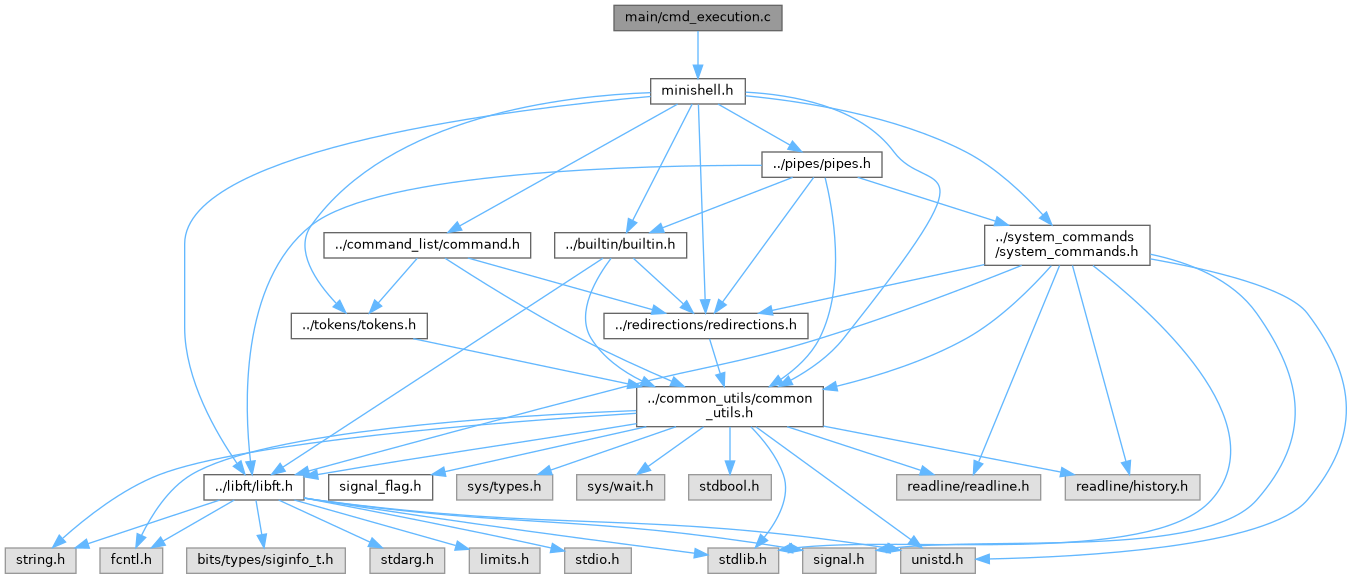 main/cmd_execution.c
minishell.h
../pipes/pipes.h
../command_list/command.h
../builtin/builtin.h
../system_commands
/system_commands.h
../tokens/tokens.h
../redirections/redirections.h
../common_utils/common
_utils.h
../libft/libft.h
signal_flag.h
sys/types.h
sys/wait.h
stdbool.h
readline/readline.h
readline/history.h
string.h
fcntl.h
bits/types/siginfo_t.h
stdarg.h
limits.h
stdio.h
stdlib.h
signal.h
unistd.h